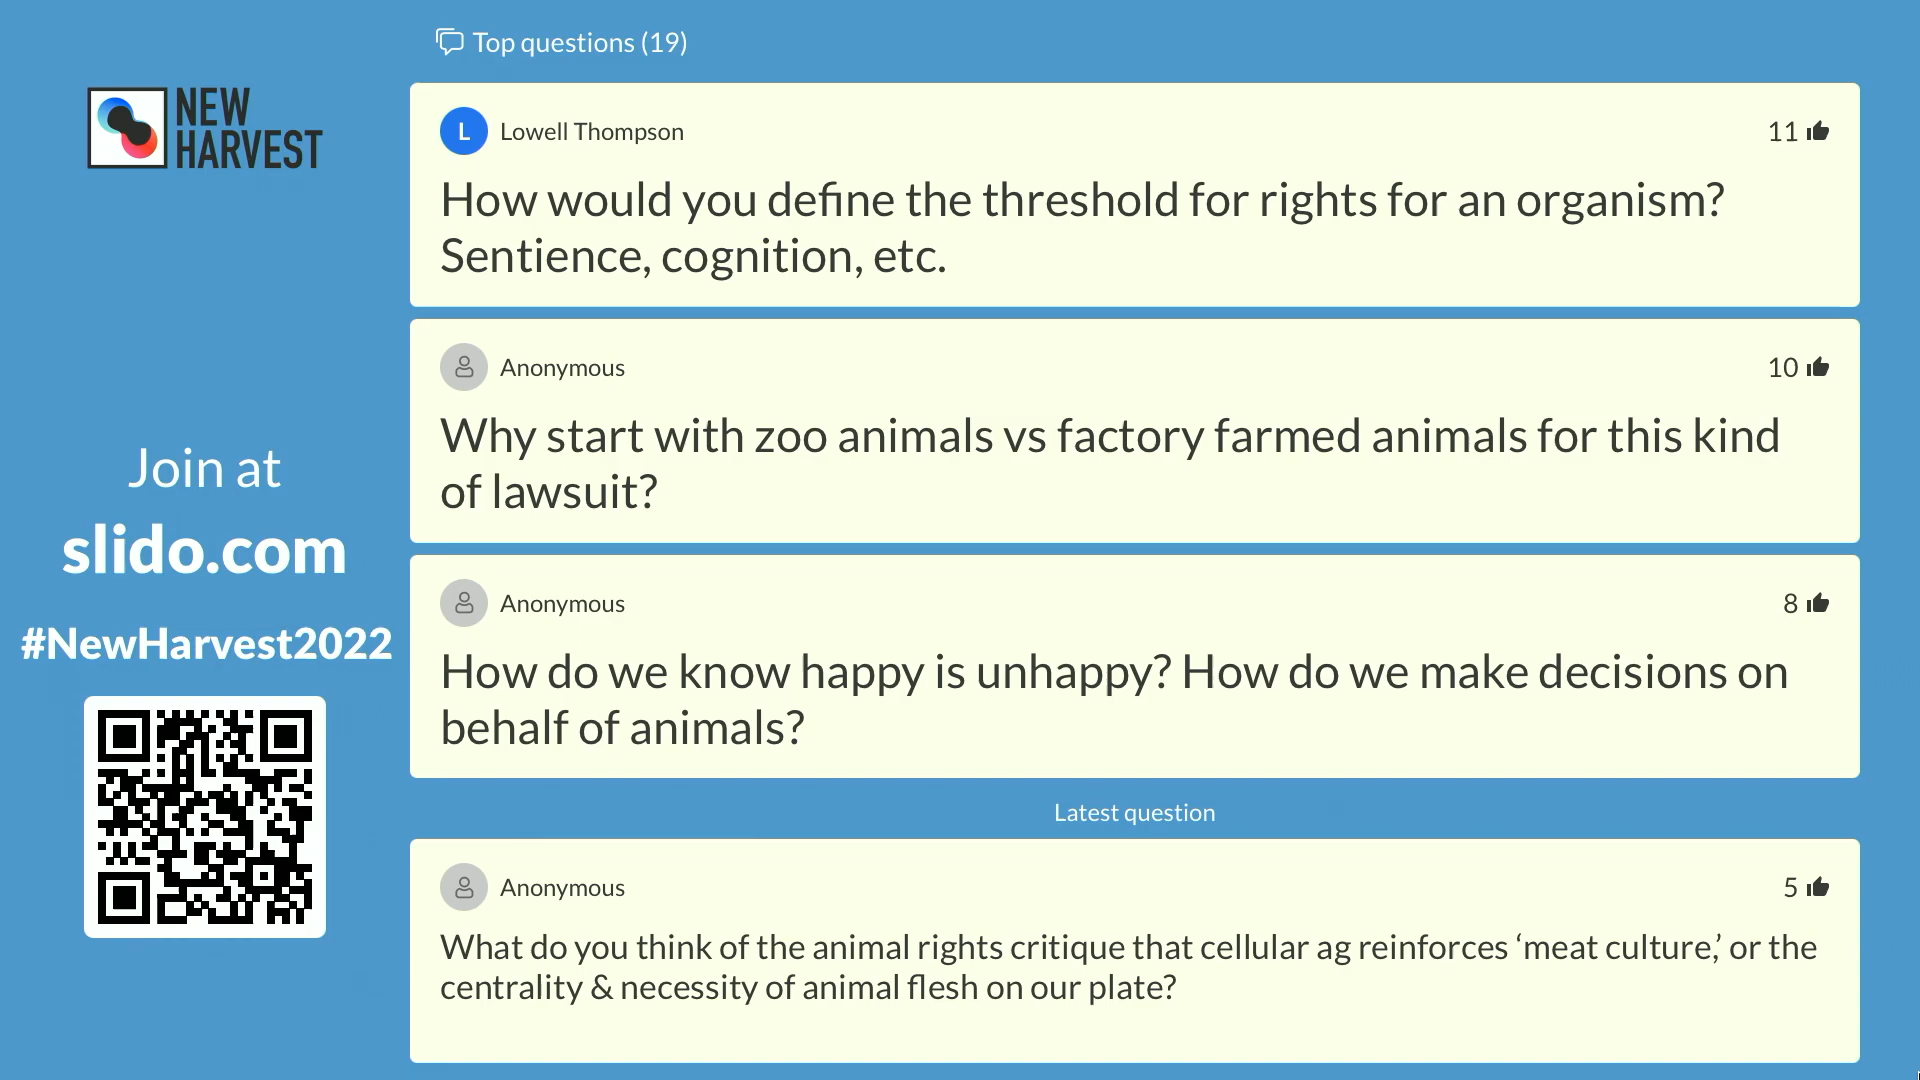 Top questions (19)
NEW
HARVEST
L
Lowell Thompson
11
How would you define the threshold for rights for an organism?
Sentience, cognition, etc.
Anonymous
10
Why start with zoo animals vs factory farmed animals for this kind
of lawsuit?
Anonymous
8
How do we know happy is unhappy? How do we make decisions on
behalf of animals?
Join at
slido.com
#NewHarvest2022
Latest question
Anonymous
5
What do you think of the animal rights critique that cellular ag reinforces ‘meat culture,’ or the
centrality & necessity of animal flesh on our plate?